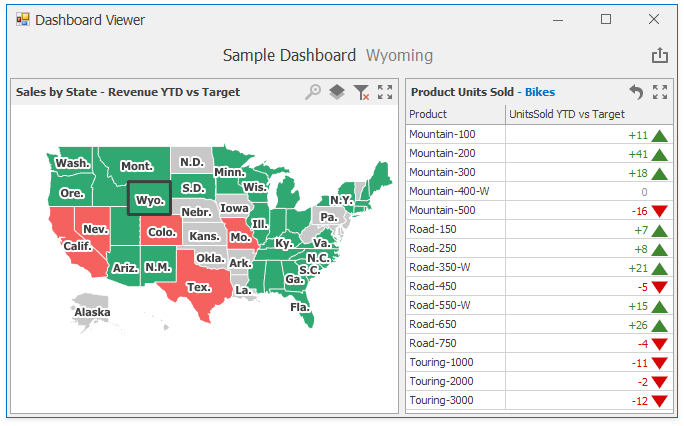 Dashboard Viewer
Sample Dashboard Wyoming
Sales by State - Revenue YTD vs Target
Wash.
Mont.
N.D.
Minn.
Ore.
Wyo.
S.D.
Wis.
N.Y.
Nebr.
Iowa
Pa.
Nev.
Colo.
Kans.
Mo.
Ill.
Ky.
Va.
Calif.
Ariz.
N.M.
Okla.
Ark.
N.C.
S.C.
Tex.
La.
Ga.
Fla.
Alaska
Product Units Sold - Bikes
Product UnitsSold YTD vs Target
Mountain-100 +11
Mountain-200 +41
Mountain-300 +18
Mountain-400-W 0
Mountain-500 -16
Road-150 +7
Road-250 +8
Road-350-W +21
Road-450 -5
Road-550-W +15
Road-650 +26
Road-750 -4
Touring-1000 -11
Touring-2000 -2
Touring-3000 -12